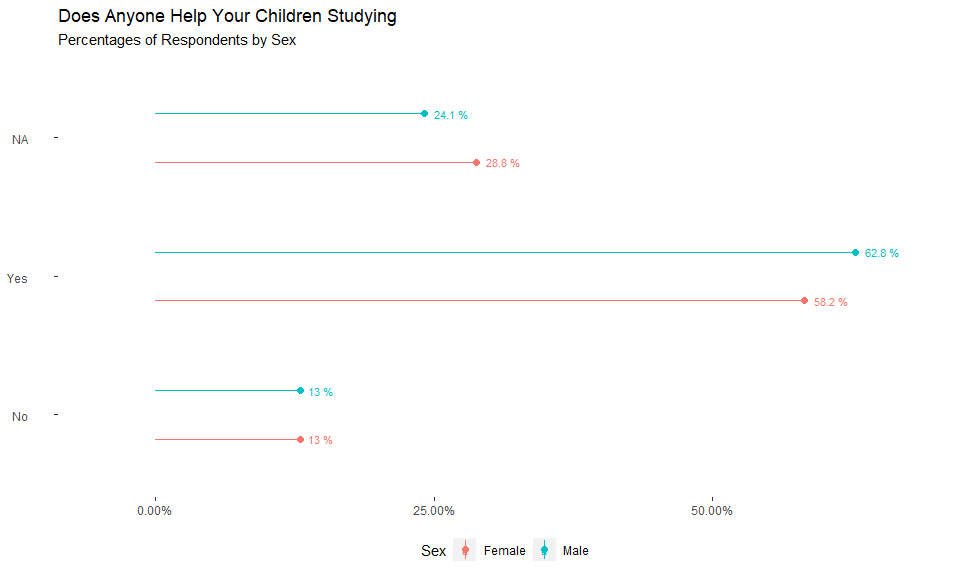 Does Anyone Help Your Children Studying
Percentages of Respondents by Sex
24.1 %
NA
28.8 %
62.8 %
Yes
58.2 %
13 %
No
13 %
0.00% 25.00% 50.00%
Sex Female Male